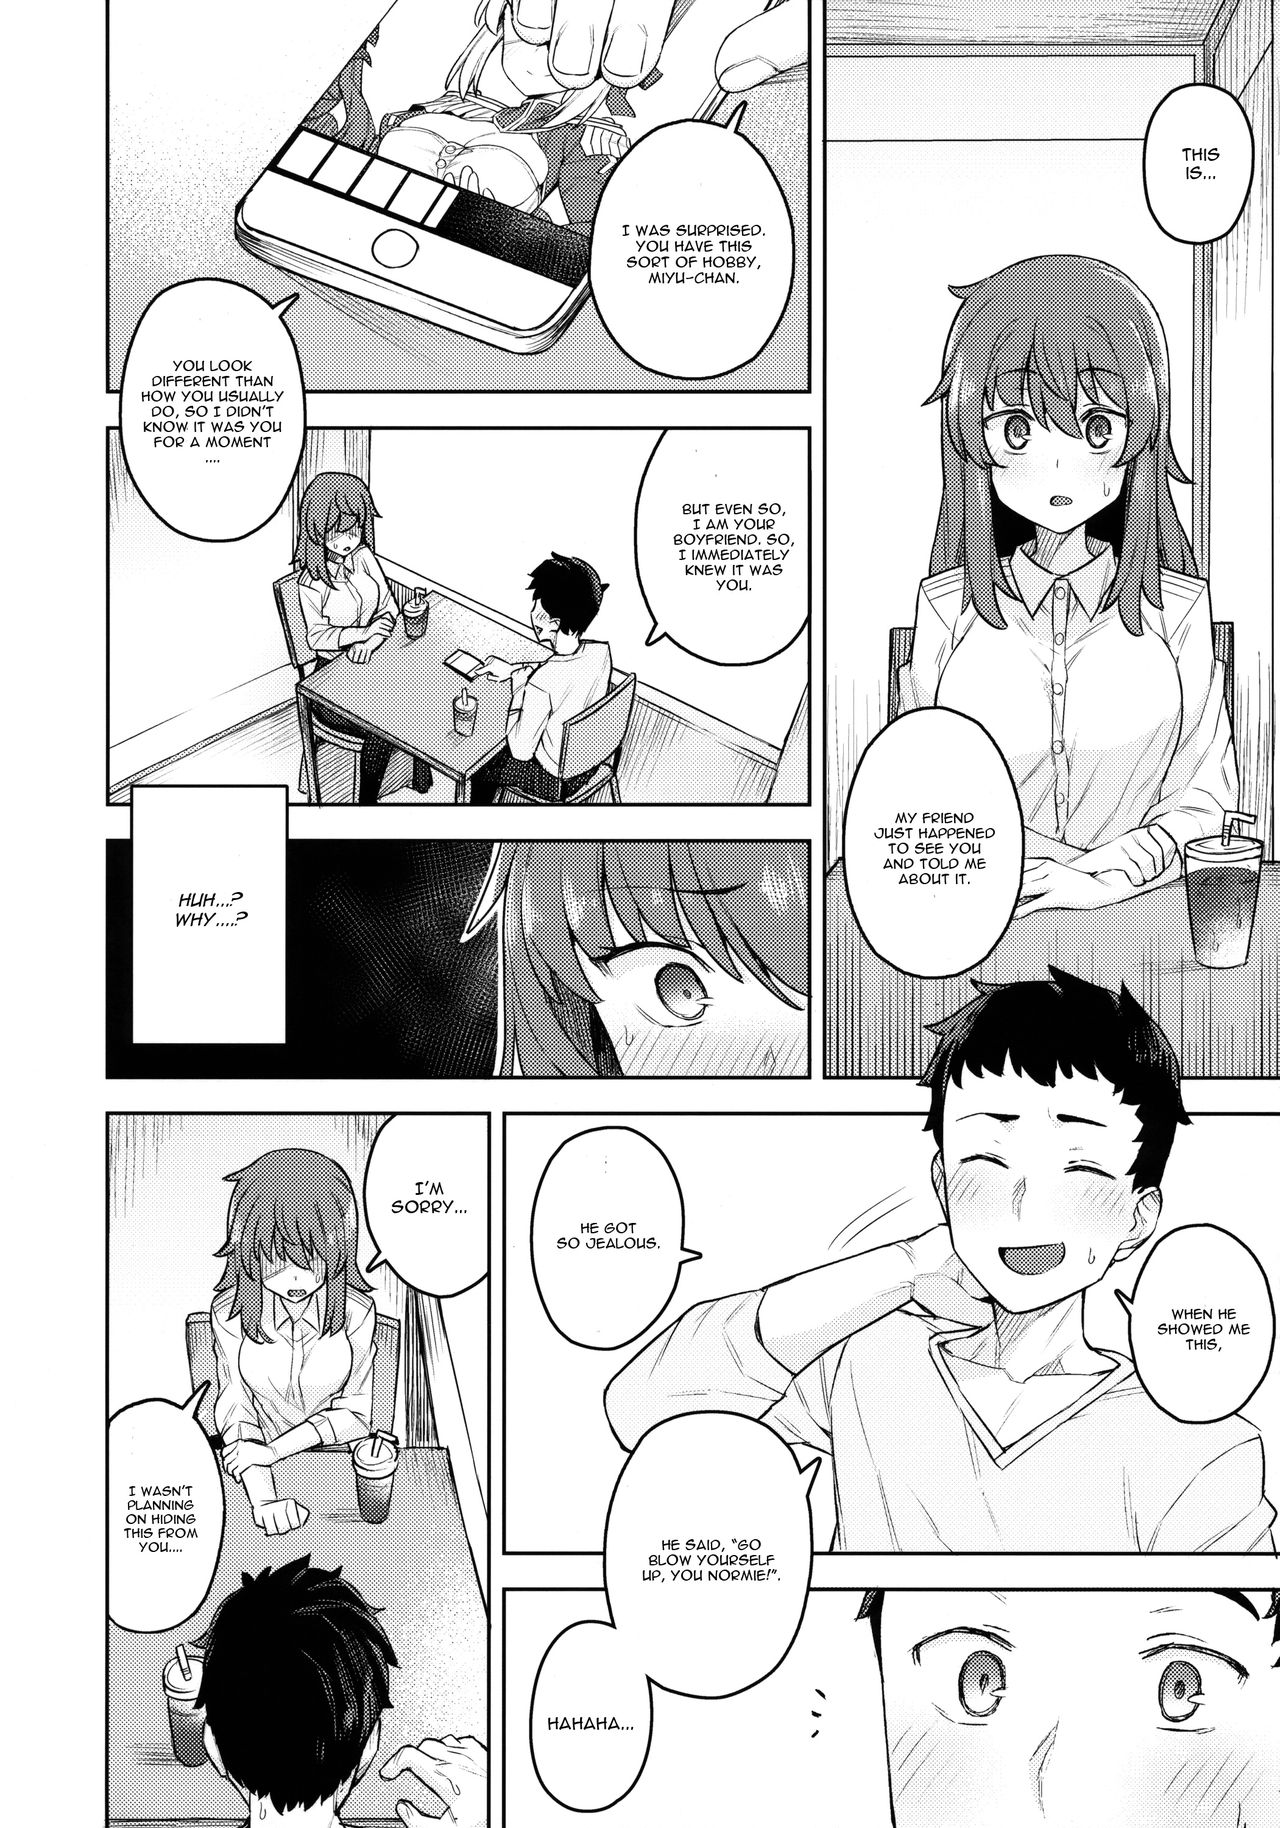 THIS
IS...
MY FRIEND
JUST HAPPENED
TO SEE YOU
AND TOLD ME
ABOUT IT.
I WAS SURPRISED.
YOU HAVE THIS
SORT OF HOBBY,
MIYU-CHAN.
YOU LOOK
DIFFERENT THAN
HOW YOU USUALLY
DO, SO I DIDN'T
KNOW IT WAS YOU
FOR A MOMENT
....
BUT EVEN SO,
I AM YOUR
BOYFRIEND. SO,
I IMMEDIATELY
KNEW IT WAS
YOU.
HUH...?
WHY....?
WHEN HE
SHOWED ME
THIS,
HE GOT
SO JEALOUS.
HE SAID, "GO
BLOW YOURSELF
UP, YOU NORMIE!".
HAHAHA...
I'M
SORRY...
I WASN'T
PLANNING
ON HIDING
THIS FROM
YOU....